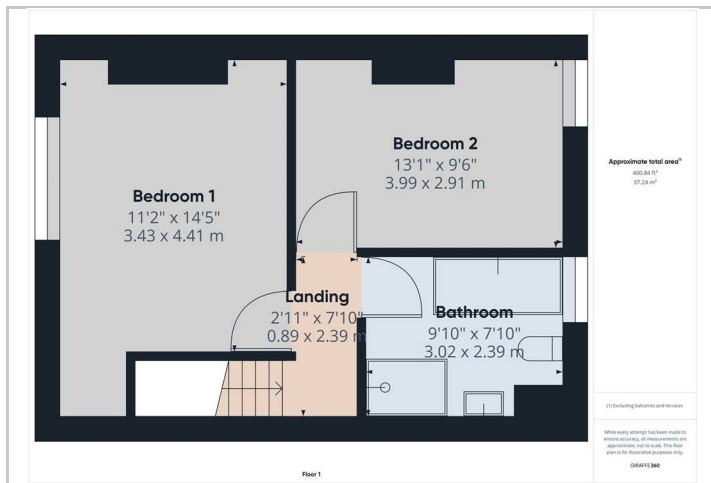 Bedroom 1
11'2" x 14'5"
3.43 x 4.41 m
Bedroom 2
13'1" x 9'6"
3.99 x 2.91 m
Landing
2'11" x 7'10"
0.89 x 2.39 m
Bathroom
9'10" x 7'10"
3.02 x 2.39 m
Floor 1
Approximate total area(1)
400.84 ft²
37.24 m²
(1) Excluding balconies and terraces
While every attempt has been made to
ensure accuracy, all measurements are
approximate, not to scale. This floor
plan is for illustrative purposes only.
GIRAFFE360